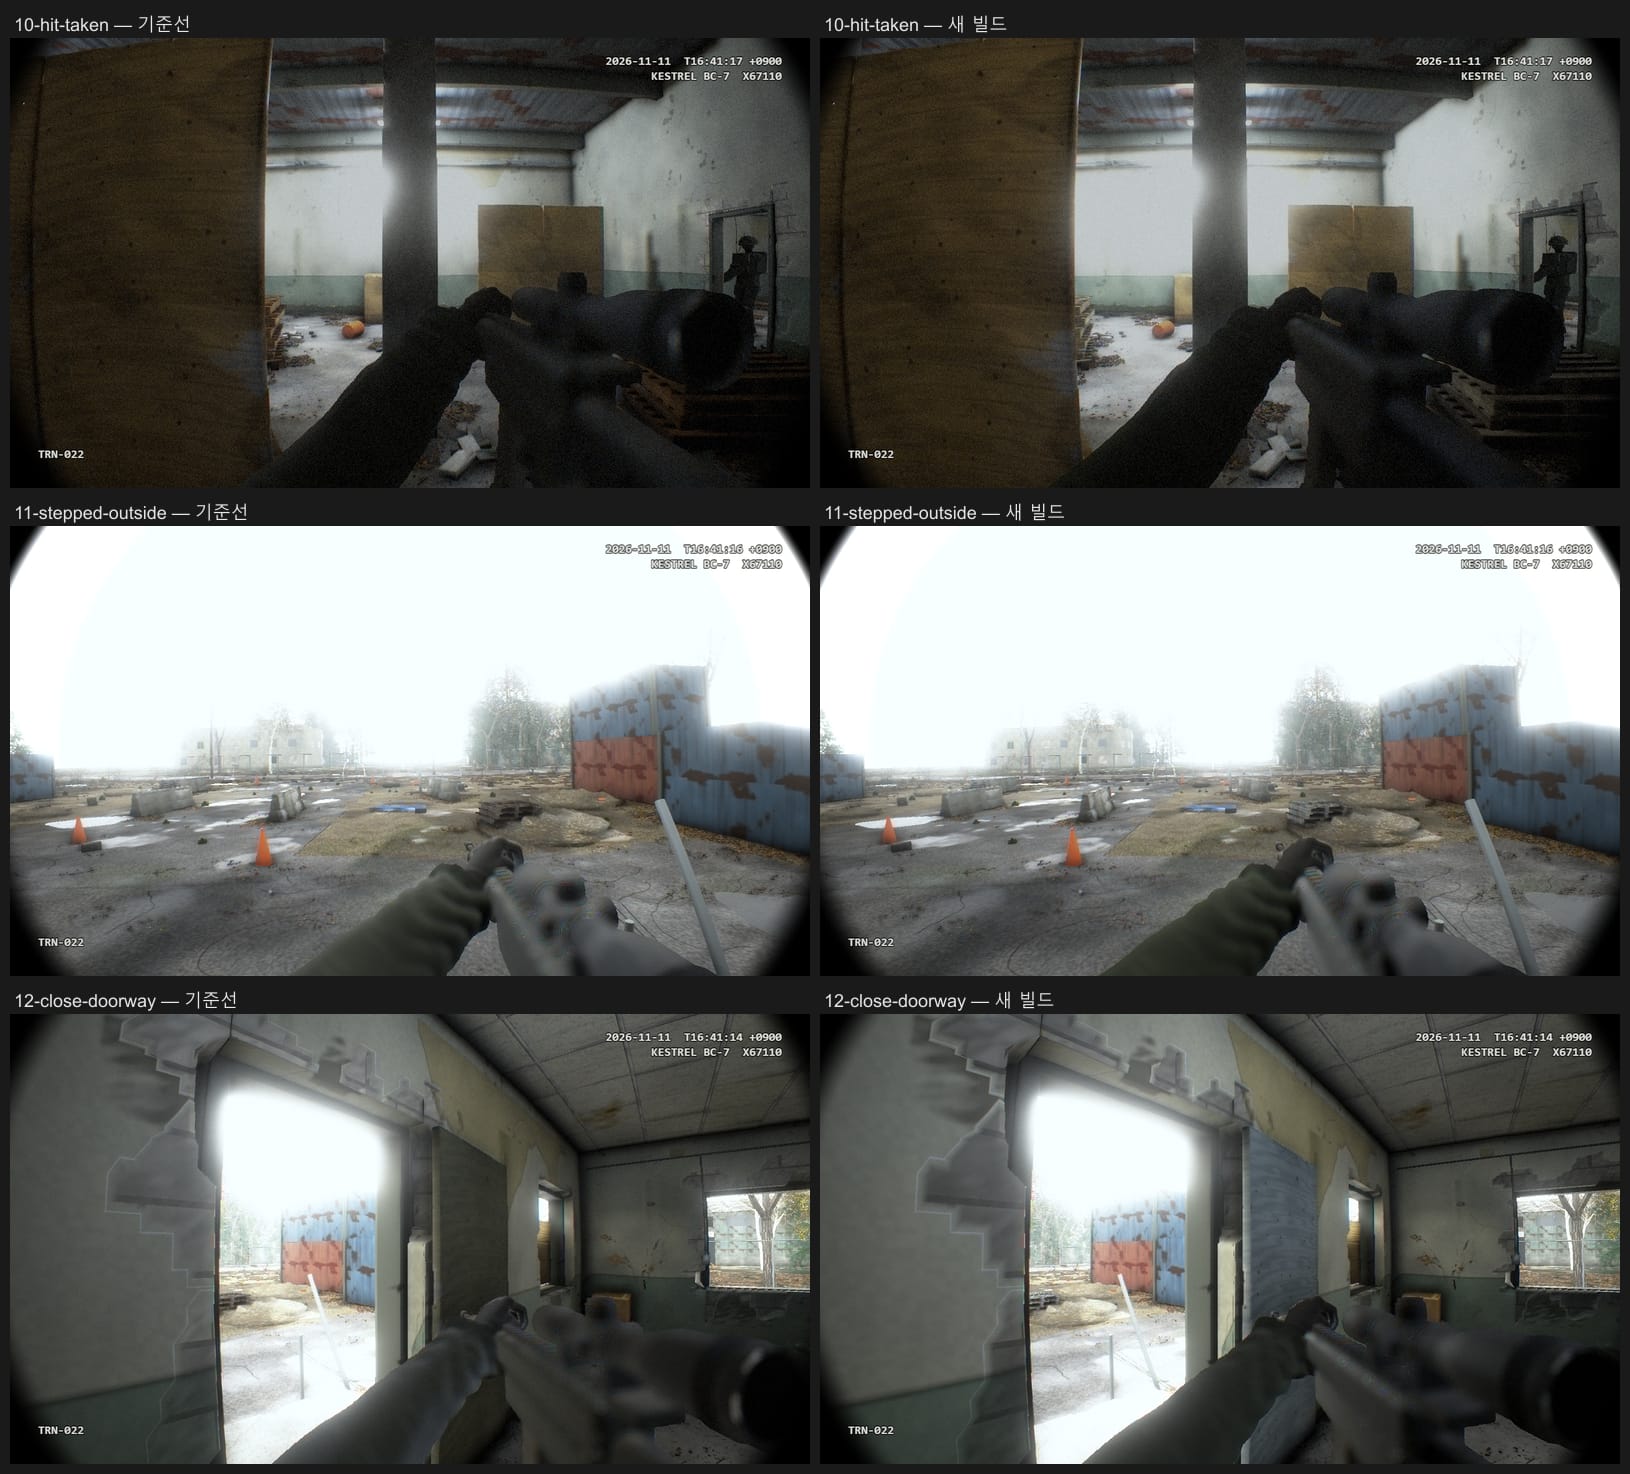 10-hit-taken — 기준선
2026-11-11 T16:41:17 +0900
KESTREL BC-7 X67110
TRN-022
10-hit-taken — 새 빌드
2026-11-11 T16:41:17 +0900
KESTREL BC-7 X67110
TRN-022
11-stepped-outside — 기준선
2026-11-11 T16:41:16 +0900
KESTREL BC-7 X67110
TRN-022
11-stepped-outside — 새 빌드
2026-11-11 T16:41:16 +0900
KESTREL BC-7 X67110
TRN-022
12-close-doorway — 기준선
2026-11-11 T16:41:14 +0900
KESTREL BC-7 X67110
TRN-022
12-close-doorway — 새 빌드
2026-11-11 T16:41:14 +0900
KESTREL BC-7 X67110
TRN-022